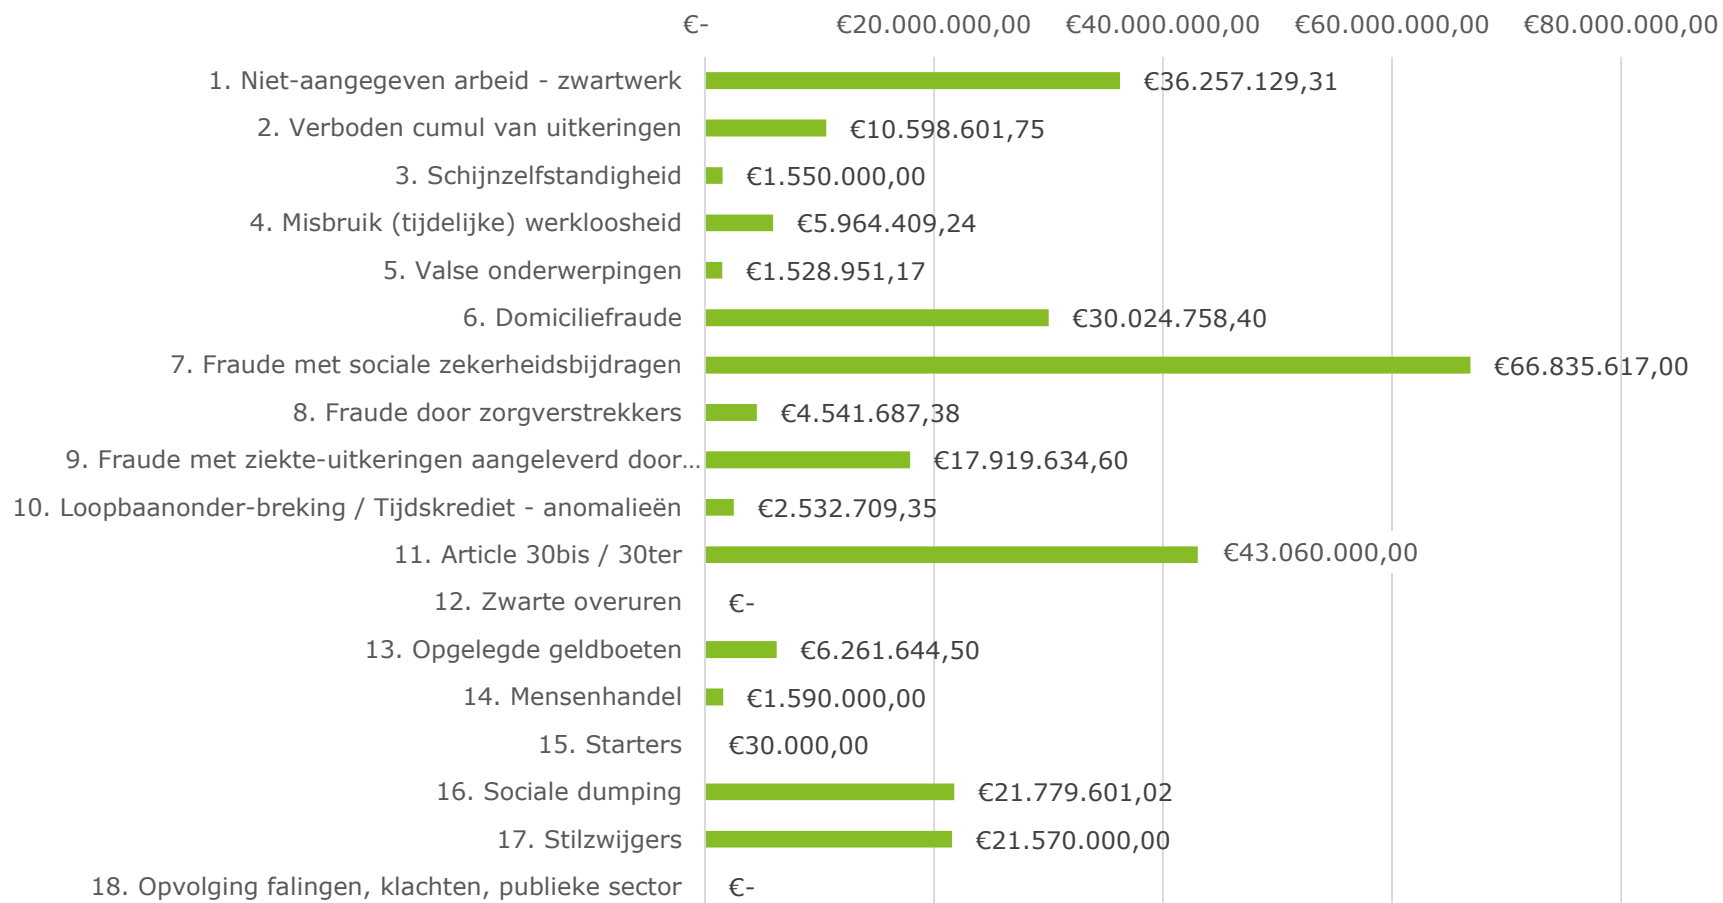 €- €20.000.000,00 €40.000.000,00 €60.000.000,00 €80.000.000,00
1. Niet-aangegeven arbeid - zwartwerk €36.257.129,31
2. Verboden cumul van uitkeringen €10.598.601,75
3. Schijnzelfstandigheid €1.550.000,00
4. Misbruik (tijdelijke) werkloosheid €5.964.409,24
5. Valse onderwerpingen €1.528.951,17
6. Domiciliefraude €30.024.758,40
7. Fraude met sociale zekerheidsbijdragen €66.835.617,00
8. Fraude door zorgverstrekkers €4.541.687,38
9. Fraude met ziekte-uitkeringen aangeleverd door… €17.919.634,60
10. Loopbaanonder-breking / Tijdskrediet - anomalieën €2.532.709,35
11. Article 30bis / 30ter €43.060.000,00
12. Zwarte overuren €-
13. Opgelegde geldboeten €6.261.644,50
14. Mensenhandel €1.590.000,00
15. Starters €30.000,00
16. Sociale dumping €21.779.601,02
17. Stilzwijgers €21.570.000,00
18. Opvolging falingen, klachten, publieke sector €-